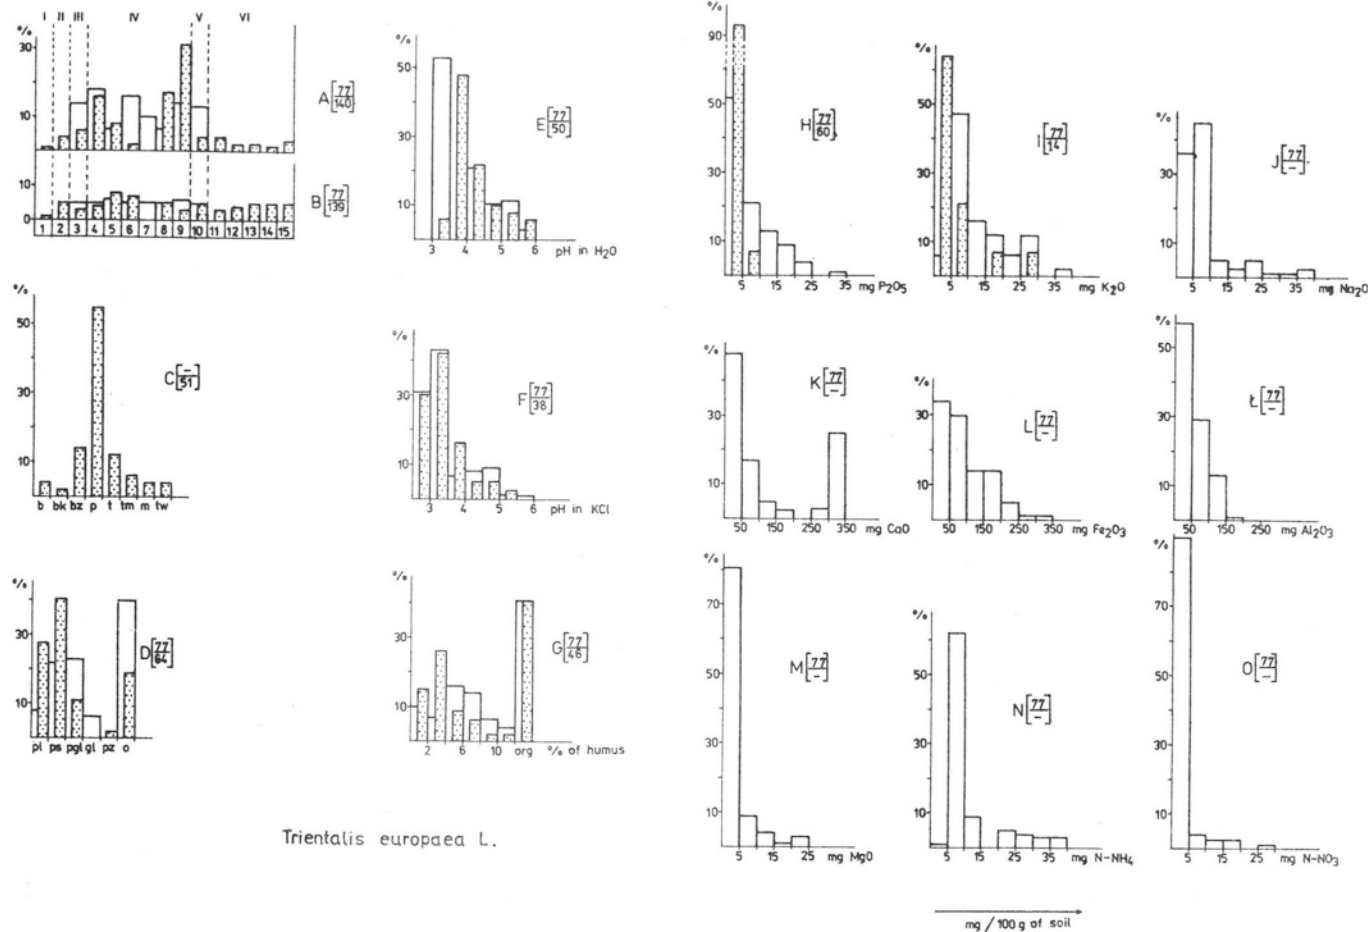 I II III IV V VI
%
30
10
A[77/140]
10
0
B[77/139]
1 2 3 4 5 6 7 8 9 10 11 12 13 14 15
%
50
30
10
C[–/51]
b bk bz p t tm m tw
%
30
10
D[77/64]
pl ps pgl gl pz o
%
50
30
10
E[77/50]
3 4 5 6 pH in H2O
%
30
10
F[77/38]
3 4 5 6 pH in KCl
%
30
10
G[77/46]
2 6 10 org % of humus
%
90
50
30
10
H[77/60]
5 15 25 35 mg P2O5
%
50
30
10
I[77/14]
5 15 25 35 mg K2O
%
30
10
J[77/–]
5 15 25 35 mg Na2O
%
30
10
K[77/–]
50 150 250 350 mg CaO
%
30
10
L[77/–]
50 150 250 350 mg Fe2O3
%
50
30
10
Ł[77/–]
50 150 250 mg Al2O3
%
70
50
30
10
M[77/–]
5 15 25 mg MgO
%
50
30
10
N[77/–]
5 15 25 35 mg N-NH4
%
70
50
30
10
O[77/–]
5 15 25 mg N-NO3
Trientalis europaea L.
mg/100 g of soil